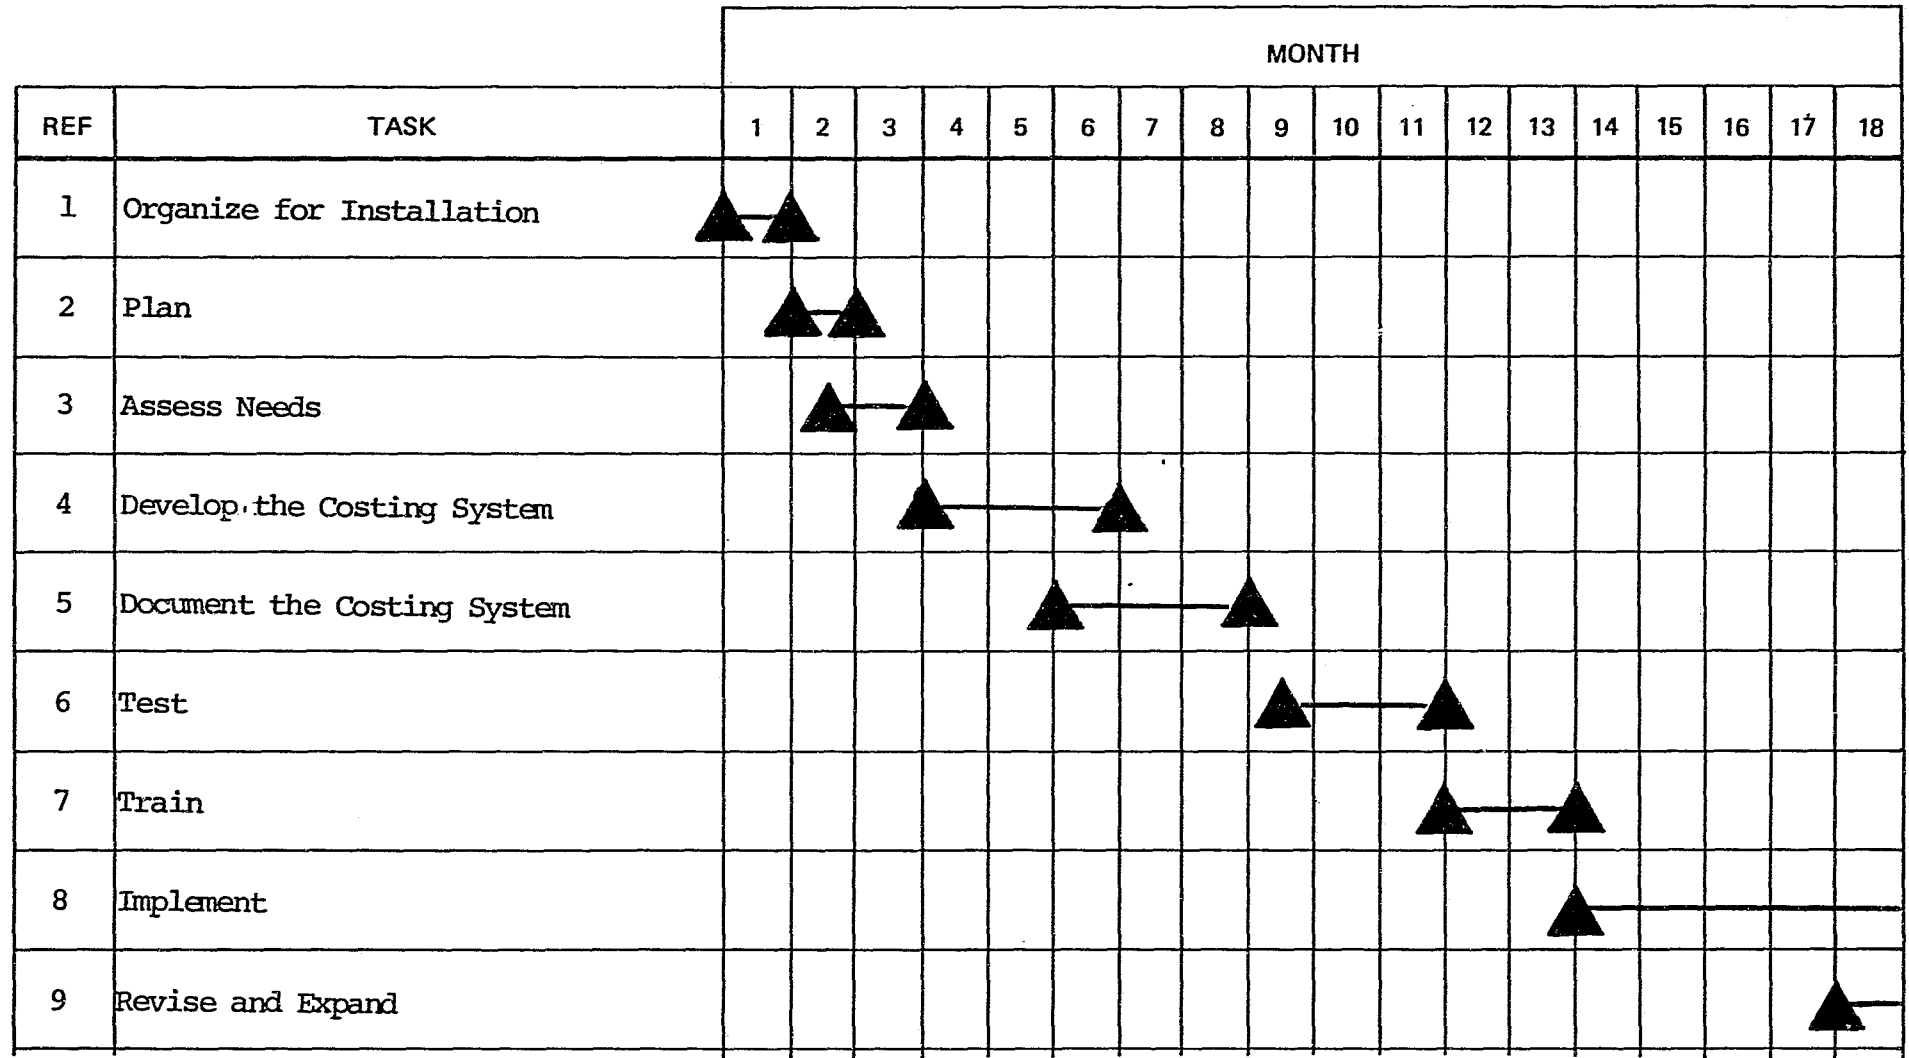 MONTH
REF TASK 1 2 3 4 5 6 7 8 9 10 11 12 13 14 15 16 17 18
1 Organize for Installation
2 Plan
3 Assess Needs
4 Develop the Costing System
5 Document the Costing System
6 Test
7 Train
8 Implement
9 Revise and Expand